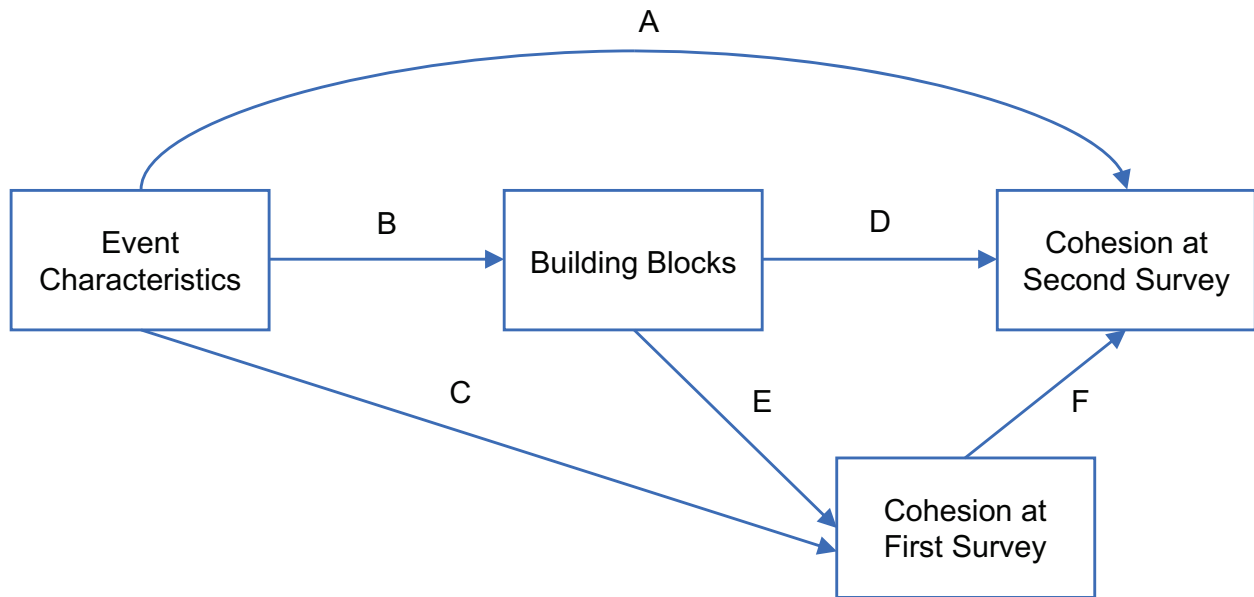 A
Event
Characteristics
B
Building Blocks
D
Cohesion at
Second Survey
C
E
F
Cohesion at
First Survey